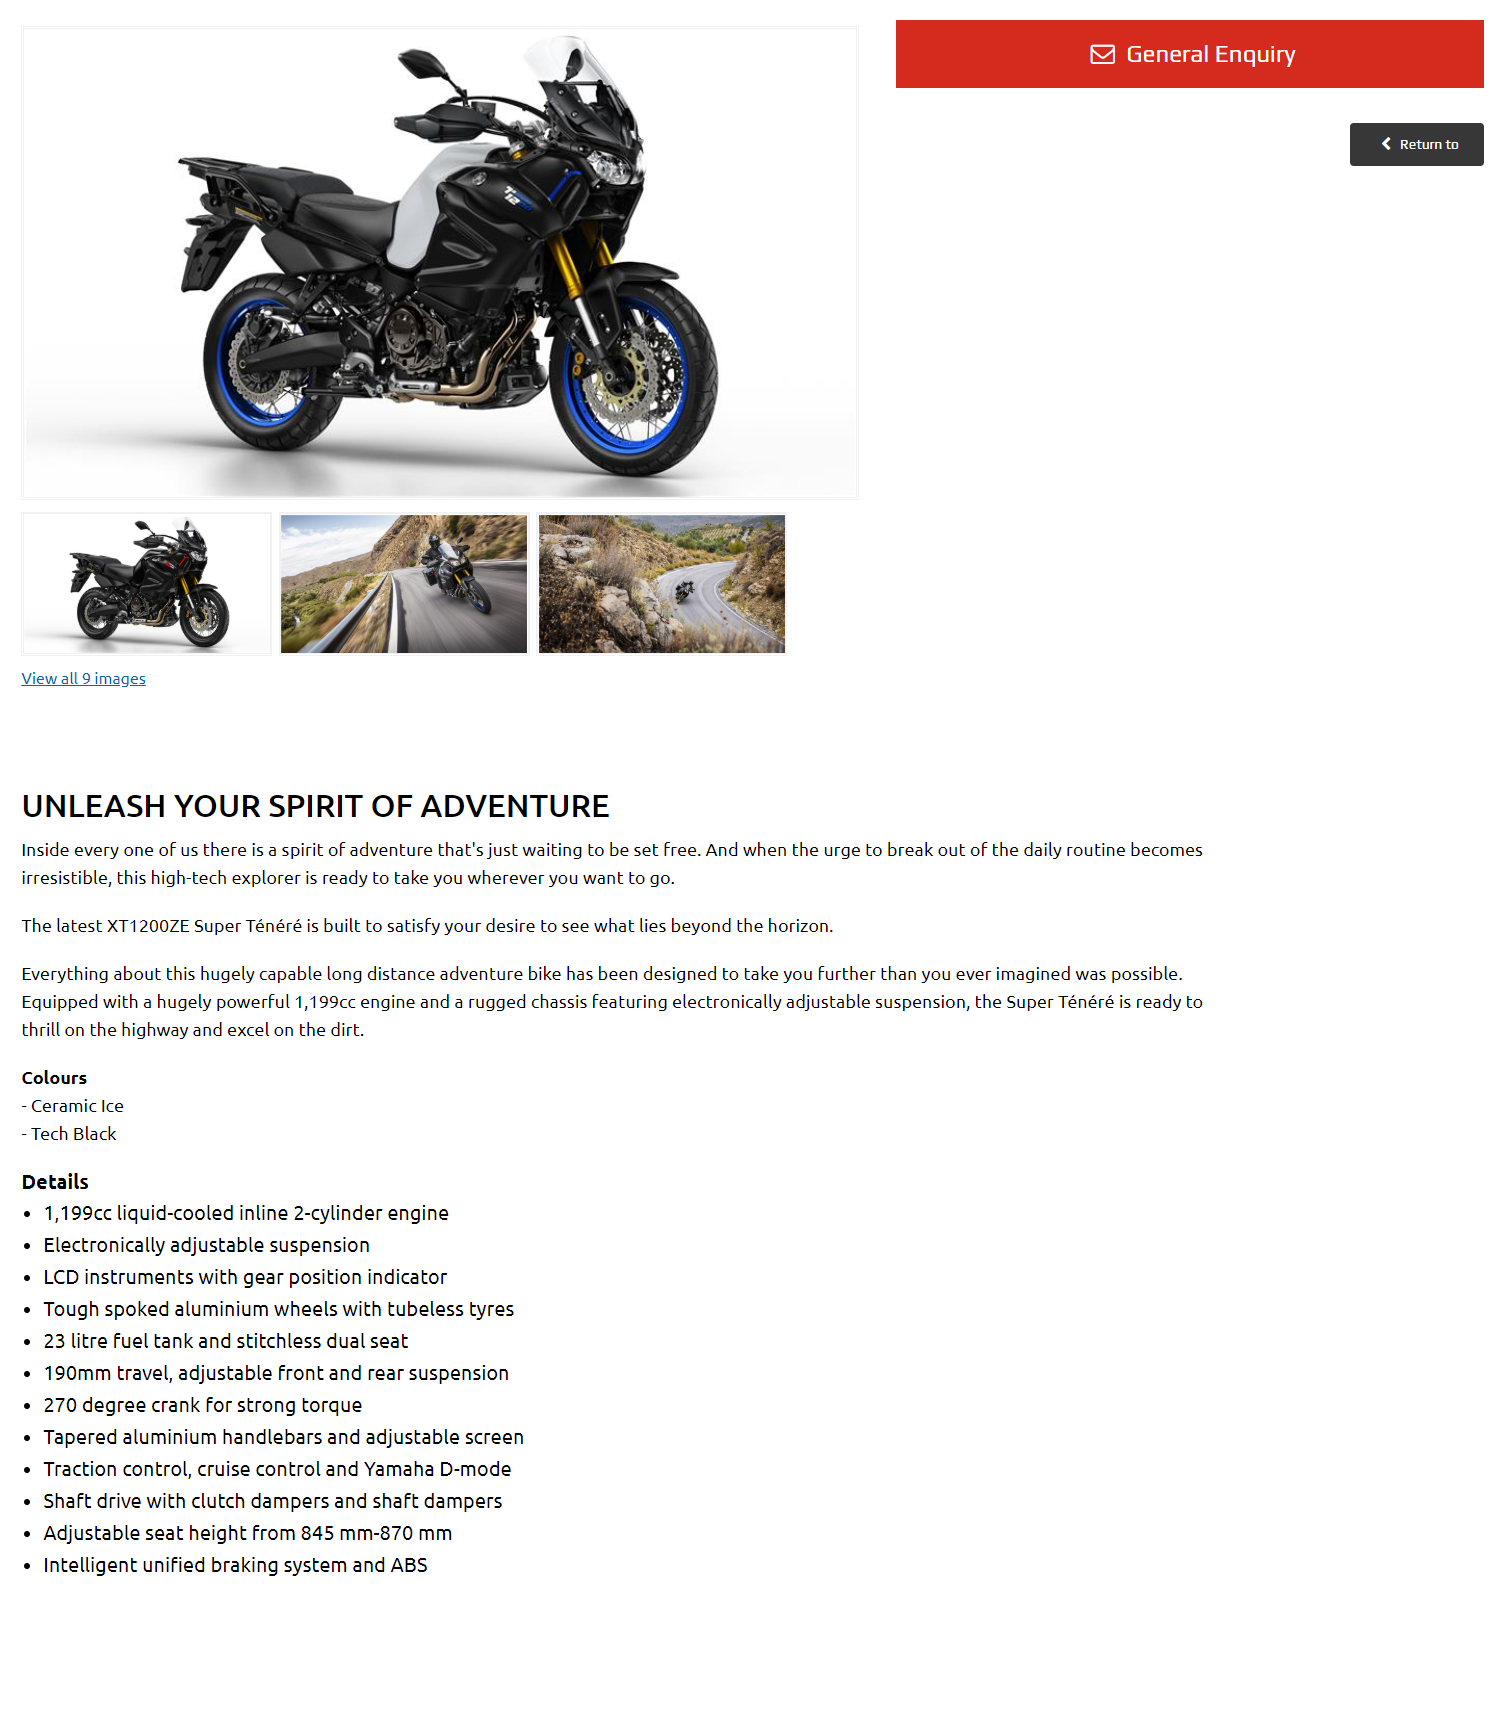 General Enquiry
Return to
View all 9 images
UNLEASH YOUR SPIRIT OF ADVENTURE
Inside every one of us there is a spirit of adventure that's just waiting to be set free. And when the urge to break out of the daily routine becomes
irresistible, this high-tech explorer is ready to take you wherever you want to go.
The latest XT1200ZE Super Ténéré is built to satisfy your desire to see what lies beyond the horizon.
Everything about this hugely capable long distance adventure bike has been designed to take you further than you ever imagined was possible.
Equipped with a hugely powerful 1,199cc engine and a rugged chassis featuring electronically adjustable suspension, the Super Ténéré is ready to
thrill on the highway and excel on the dirt.
Colours
- Ceramic Ice
- Tech Black
Details
• 1,199cc liquid-cooled inline 2-cylinder engine
• Electronically adjustable suspension
• LCD instruments with gear position indicator
• Tough spoked aluminium wheels with tubeless tyres
• 23 litre fuel tank and stitchless dual seat
• 190mm travel, adjustable front and rear suspension
• 270 degree crank for strong torque
• Tapered aluminium handlebars and adjustable screen
• Traction control, cruise control and Yamaha D-mode
• Shaft drive with clutch dampers and shaft dampers
• Adjustable seat height from 845 mm-870 mm
• Intelligent unified braking system and ABS